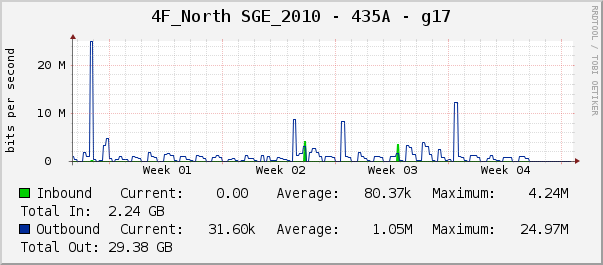 4F_North SGE_2010 - 435A - g17
RRDTOOL / TOBI OETIKER
bits per second
20 M
10 M
0
Week 01 Week 02 Week 03 Week 04
Inbound Current: 0.00 Average: 80.37k Maximum: 4.24M
Total In: 2.24 GB
Outbound Current: 31.60k Average: 1.05M Maximum: 24.97M
Total Out: 29.38 GB